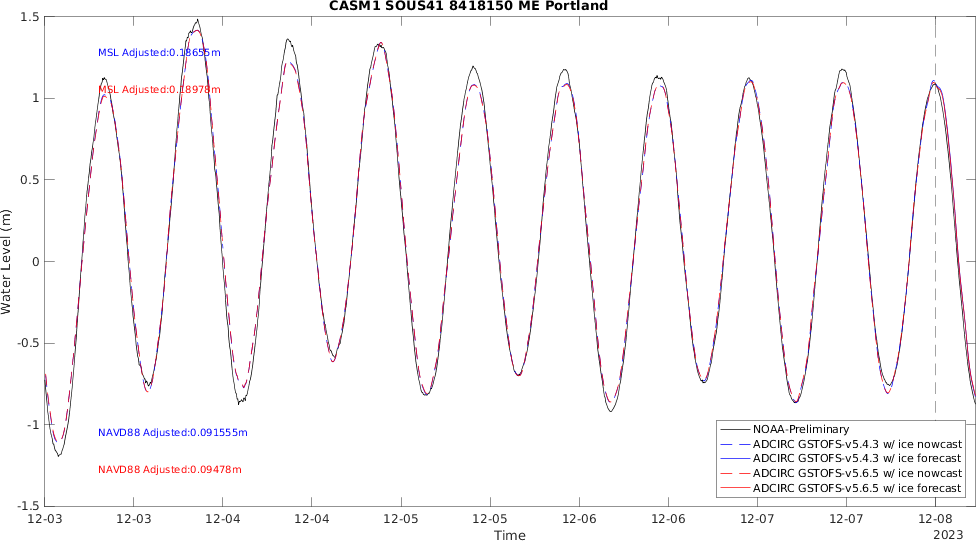 CASM1 SOUS41 8418150 ME Portland
1.5
1
0.5
0
-0.5
-1
-1.5
Water Level (m)
MSL Adjusted:0.18655m
MSL Adjusted:0.18978m
NAVD88 Adjusted:0.091555m
NAVD88 Adjusted:0.09478m
NOAA-Preliminary
ADCIRC GSTOFS-v5.4.3 w/ ice nowcast
ADCIRC GSTOFS-v5.4.3 w/ ice forecast
ADCIRC GSTOFS-v5.6.5 w/ ice nowcast
ADCIRC GSTOFS-v5.6.5 w/ ice forecast
12-03 12-03 12-04 12-04 12-05 12-05 12-06 12-06 12-07 12-07 12-08
Time
2023